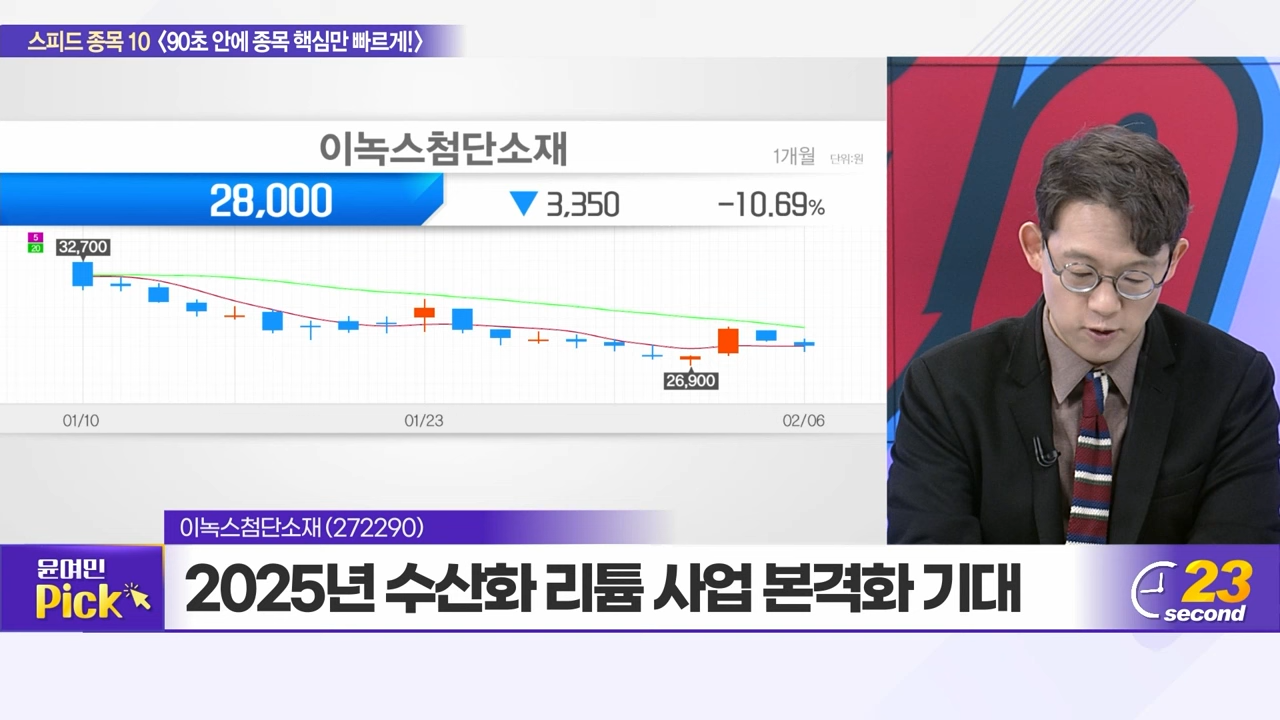 스피드 종목 10 〈90초 안에 종목 핵심만 빠르게!〉
이녹스첨단소재
1개월 단위:원
28,000 ▼ 3,350 -10.69%
5
20
32,700
26,900
01/10 01/23 02/06
이녹스첨단소재 (272290)
윤여민
Pick
2025년 수산화 리튬 사업 본격화 기대
23
second